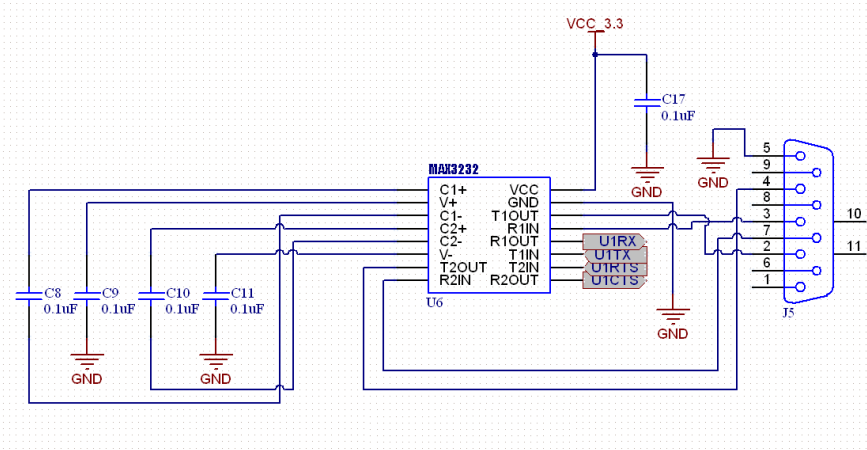 VCC_3.3
C17
0.1uF
GND
GND
MAX3232
C1+ VCC
V+ GND
C1- T1OUT
C2+ R1IN
C2- R1OUT
V- T1IN
T2OUT T2IN
R2IN R2OUT
U6
U1RX
U1TX
U1RTS
U1CTS
GND
C8
0.1uF
C9
0.1uF
C10
0.1uF
C11
0.1uF
GND
GND
5
9
4
8
3
7
2
6
1
10
11
J5